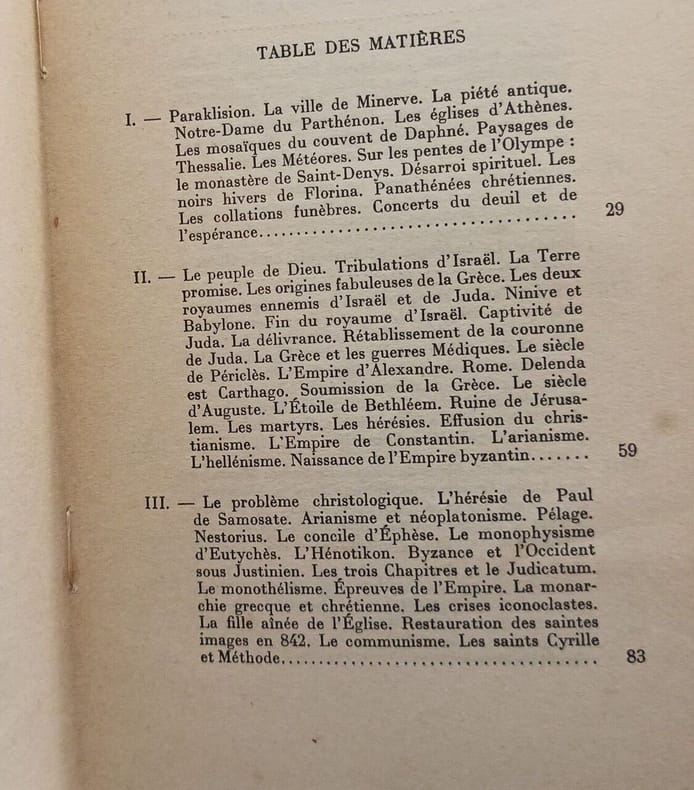 TABLE DES MATIÈRES
I. — Paraklision. La ville de Minerve. La piété antique.
Notre-Dame du Parthénon. Les églises d'Athènes.
Les mosaïques du couvent de Daphné. Paysages de
Thessalie. Les Météores. Sur les pentes de l'Olympe :
le monastère de Saint-Denys. Désarroi spirituel. Les
noirs hivers de Florina. Panathénées chrétiennes.
Les collations funèbres. Concerts du deuil et de
l'espérance........................................ 29
II. — Le peuple de Dieu. Tribulations d'Israël. La Terre
promise. Les origines fabuleuses de la Grèce. Les deux
royaumes ennemis d'Israël et de Juda. Ninive et
Babylone. Fin du royaume d'Israël. Captivité de
Juda. La délivrance. Rétablissement de la couronne
de Juda. La Grèce et les guerres Médiques. Le siècle
de Périclès. L'Empire d'Alexandre. Rome. Delenda
est Carthago. Soumission de la Grèce. Le siècle
d'Auguste. L'Étoile de Bethléem. Ruine de Jérusa-
lem. Les martyrs. Les hérésies. Effusion du chris-
tianisme. L'Empire de Constantin. L'arianisme.
L'hellénisme. Naissance de l'Empire byzantin....... 59
III. — Le problème christologique. L'hérésie de Paul
de Samosate. Arianisme et néoplatonisme. Pélage.
Nestorius. Le concile d'Éphèse. Le monophysisme
d'Eutychès. L'Hénotikon. Byzance et l'Occident
sous Justinien. Les trois Chapitres et le Judicatum.
Le monothélisme. Épreuves de l'Empire. La monar-
chie grecque et chrétienne. Les crises iconoclastes.
La fille aînée de l'Église. Restauration des saintes
images en 842. Le communisme. Les saints Cyrille
et Méthode........................................ 83